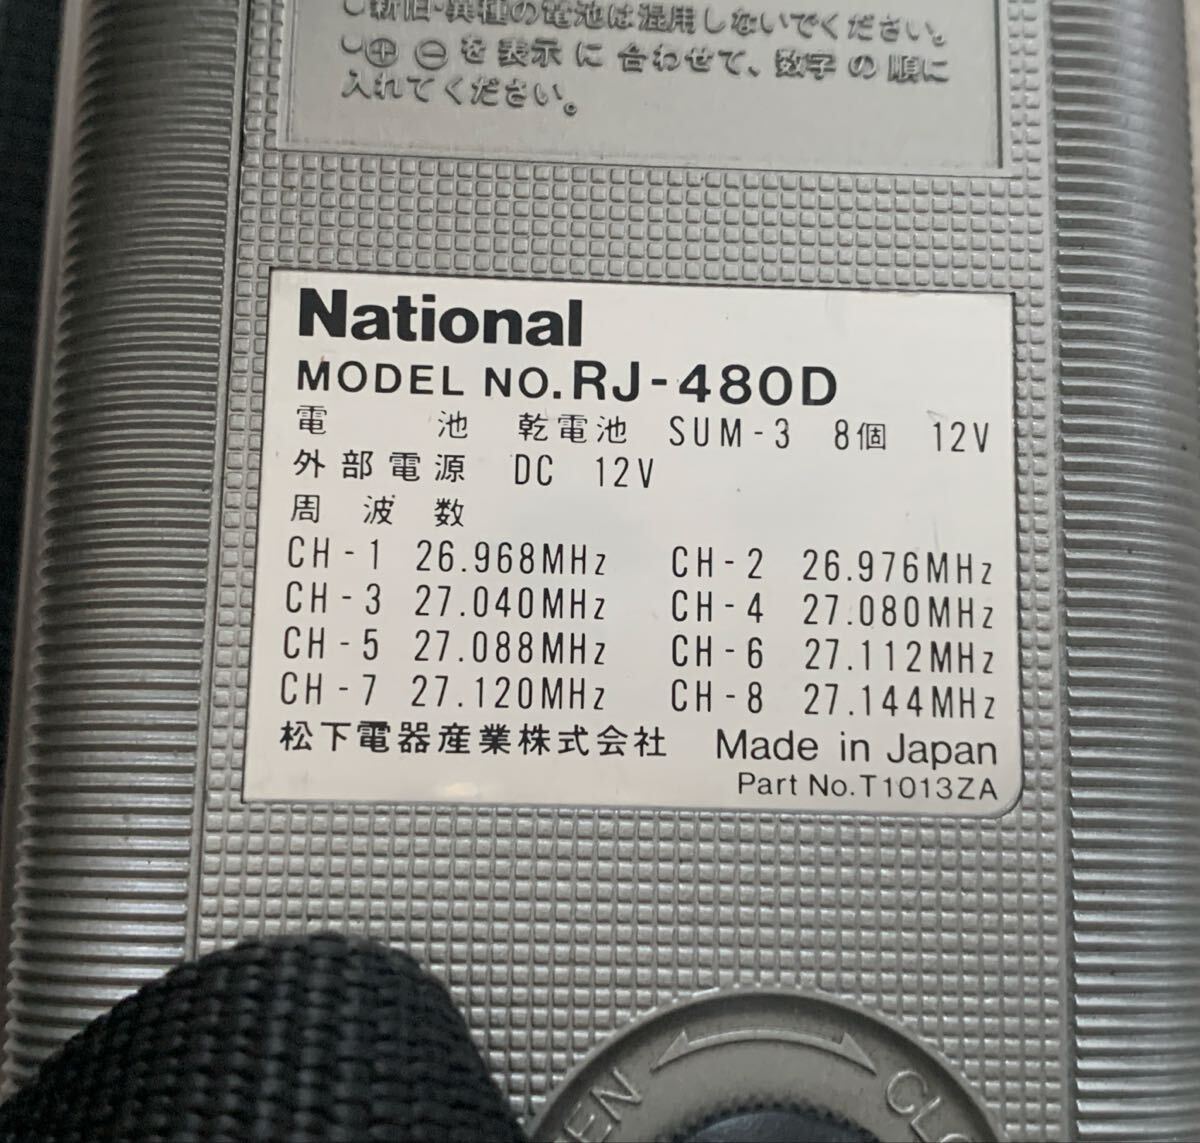 新旧・異種の電池は混用しないでください。
⊕ ⊖ を 表示 に 合わせて、数字 の 順に
入れてください。
National
MODEL NO. RJ-480D
電 池 乾電池 SUM-3 8個 12V
外部電源 DC 12V
周波数
CH-1 26.968MHz CH-2 26.976MHz
CH-3 27.040MHz CH-4 27.080MHz
CH-5 27.088MHz CH-6 27.112MHz
CH-7 27.120MHz CH-8 27.144MHz
松下電器産業株式会社 Made in Japan
Part No. T1013ZA